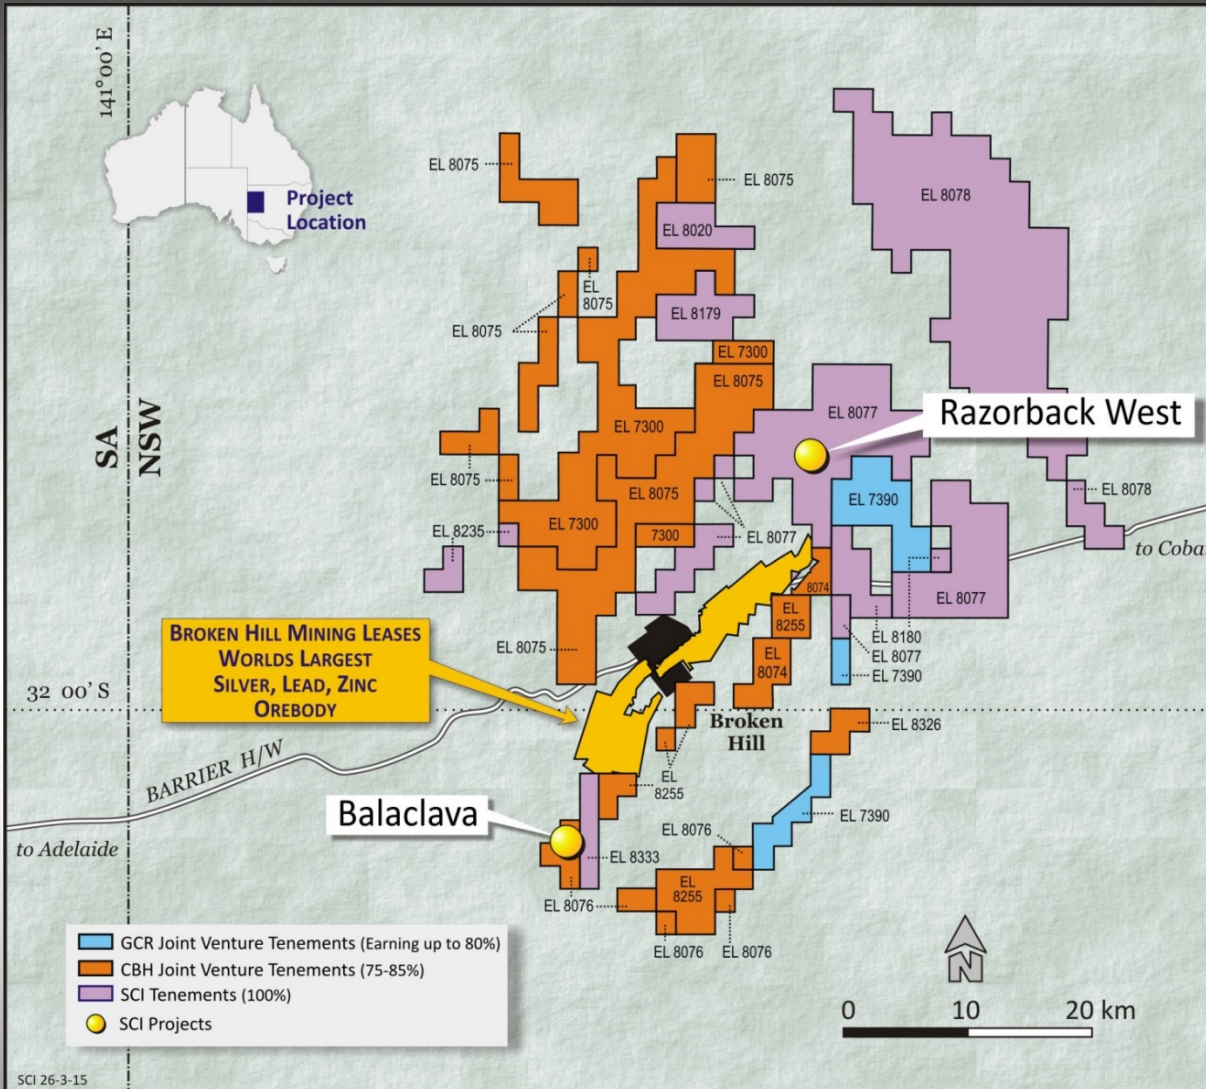 141°00' E
Project
Location
EL 8075
EL 8075
EL 8078
EL 8020
EL
8075
EL 8075
EL 8179
EL 7300
EL 8075
SA
NSW
EL 8077
Razorback West
EL 7300
EL 8075
EL 8075
EL 7390
EL 8078
EL 8235
EL 7300
7300
EL 8077
to Coba
8074
EL 8077
EL
8255
BROKEN HILL MINING LEASES
WORLDS LARGEST
SILVER, LEAD, ZINC
OREBODY
EL 8075
EL
8074
EL 8180
EL 8077
EL 7390
32 00' S
Broken
Hill
EL 8326
BARRIER H/W
EL
8255
Balaclava
EL 7390
to Adelaide
EL 8076
EL 8333
EL
8255
EL 8076
EL 8076
EL 8076
GCR Joint Venture Tenements (Earning up to 80%)
CBH Joint Venture Tenements (75-85%)
SCI Tenements (100%)
SCI Projects
N
0 10 20 km
SCI 26-3-15